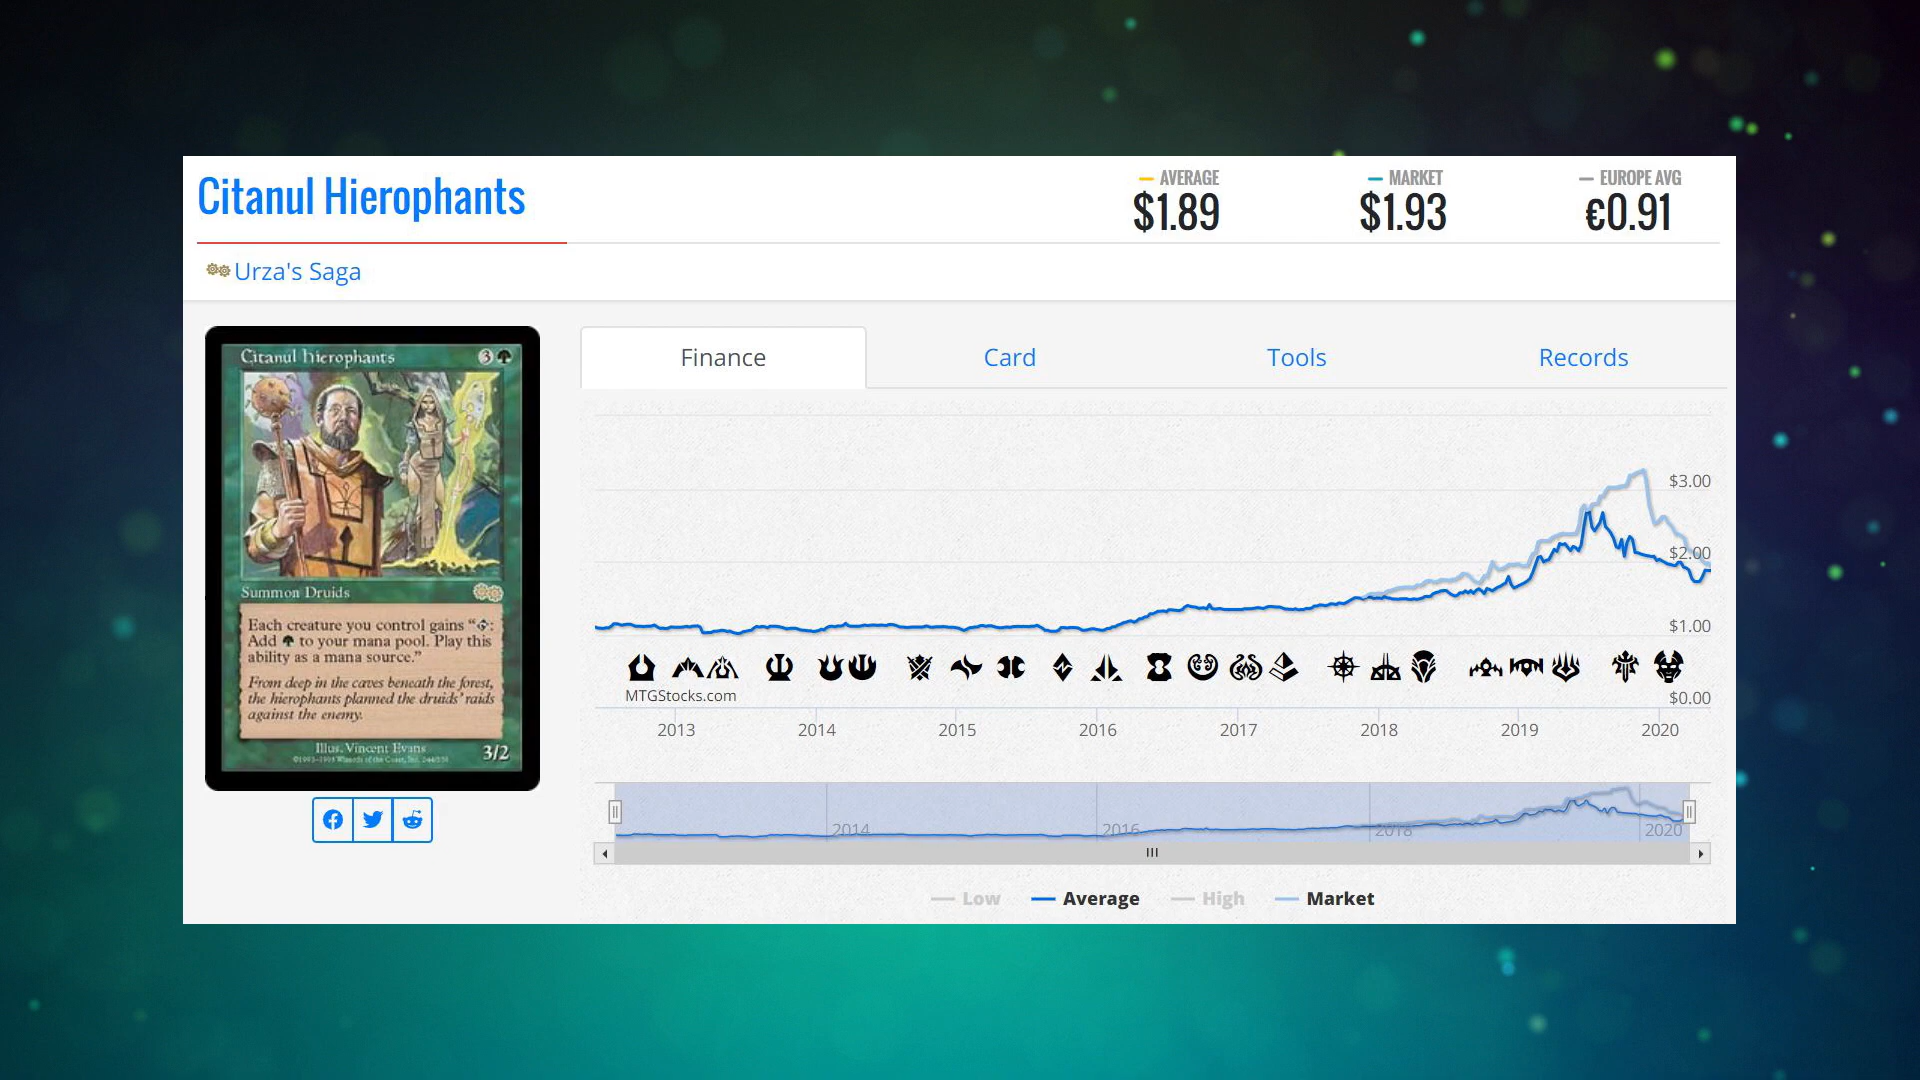 Citanul Hierophants
AVERAGE
$1.89
MARKET
$1.93
EUROPE AVG
€0.91
Urza's Saga
Citanul Hierophants
3
Summon Druids
Each creature you control gains “ :
Add to your mana pool. Play this
ability as a mana source.”
From deep in the caves beneath the forest,
the hierophants planned the druids' raids
against the enemy.
Illus. Vincent Evans
3/2
Finance
Card
Tools
Records
$3.00
$2.00
$1.00
$0.00
MTGStocks.com
2013
2014
2015
2016
2017
2018
2019
2020
2014
2016
2018
2020
Low
Average
High
Market